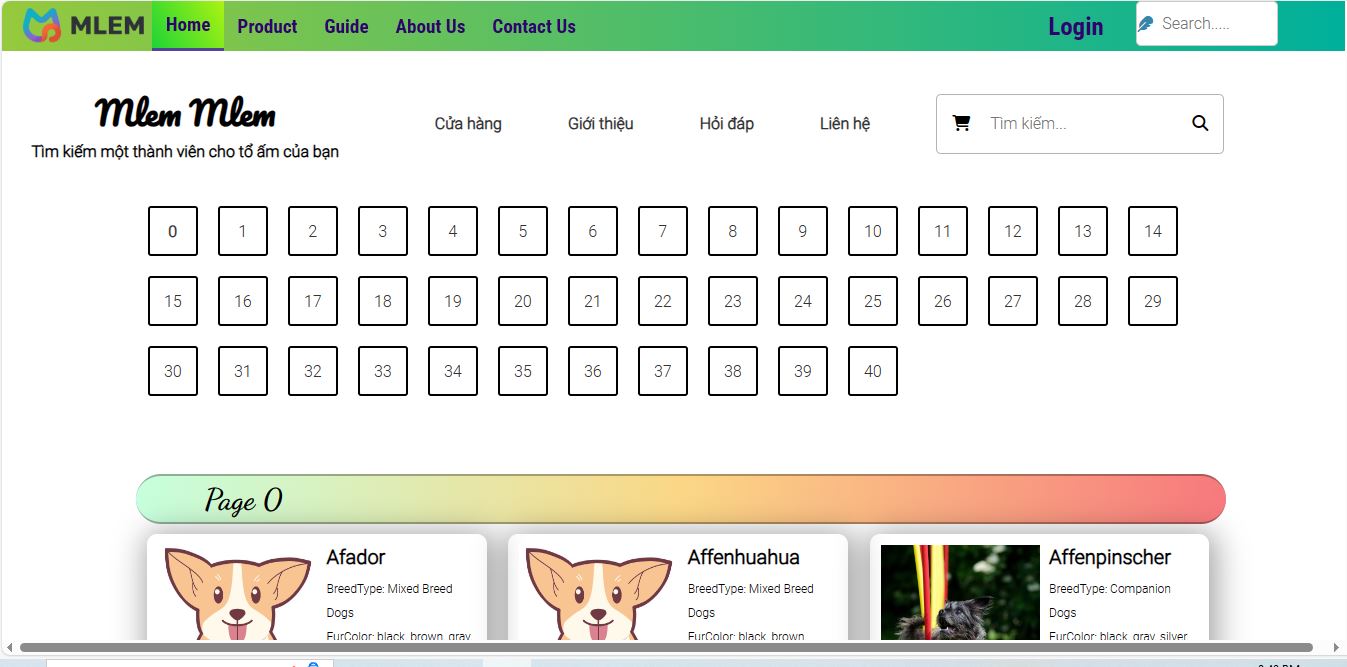 MLEM Home Product Guide About Us Contact Us Login Search.....
Mlem Mlem
Tìm kiếm một thành viên cho tổ ấm của bạn
Cửa hàng Giới thiệu Hỏi đáp Liên hệ Tìm kiếm...
0 1 2 3 4 5 6 7 8 9 10 11 12 13 14
15 16 17 18 19 20 21 22 23 24 25 26 27 28 29
30 31 32 33 34 35 36 37 38 39 40
Page 0
Afador
BreedType: Mixed Breed
Dogs
FurColor: black, brown, gray
Affenhuahua
BreedType: Mixed Breed
Dogs
FurColor: black, brown
Affenpinscher
BreedType: Companion
Dogs
FurColor: black, gray, silver